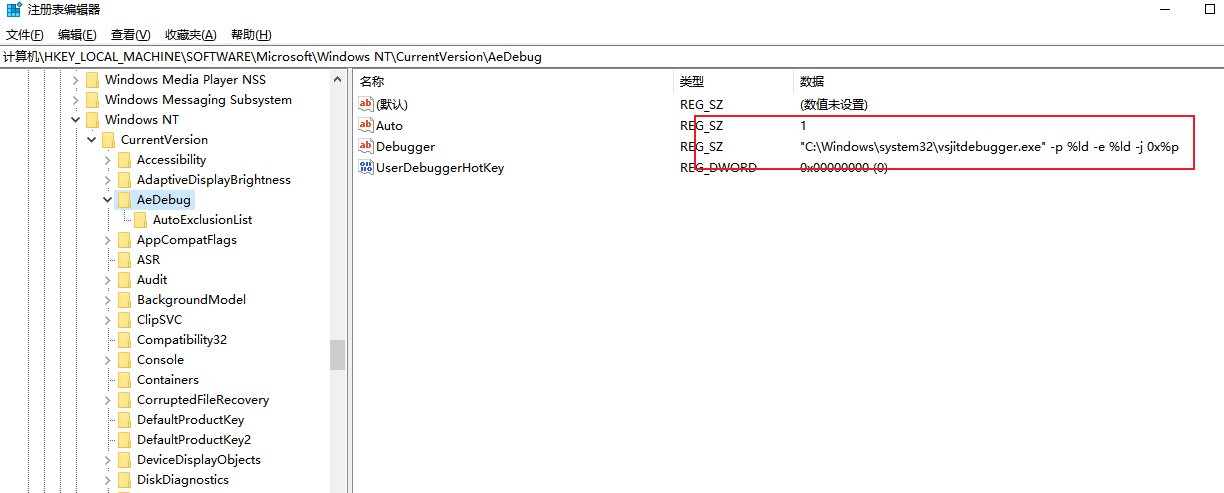 注册表编辑器
文件(F) 编辑(E) 查看(V) 收藏夹(A) 帮助(H)
计算机\HKEY_LOCAL_MACHINE\SOFTWARE\Microsoft\Windows NT\CurrentVersion\AeDebug
Windows Media Player NSS
Windows Messaging Subsystem
Windows NT
CurrentVersion
Accessibility
AdaptiveDisplayBrightness
AeDebug
AutoExclusionList
AppCompatFlags
ASR
Audit
BackgroundModel
ClipSVC
Compatibility32
Console
Containers
CorruptedFileRecovery
DefaultProductKey
DefaultProductKey2
DeviceDisplayObjects
DiskDiagnostics
名称 类型 数据
(默认) REG_SZ (数值未设置)
Auto REG_SZ 1
Debugger REG_SZ "C:\Windows\system32\vsjitdebugger.exe" -p %ld -e %ld -j 0x%p
UserDebuggerHotKey REG_DWORD 0x00000000 (0)